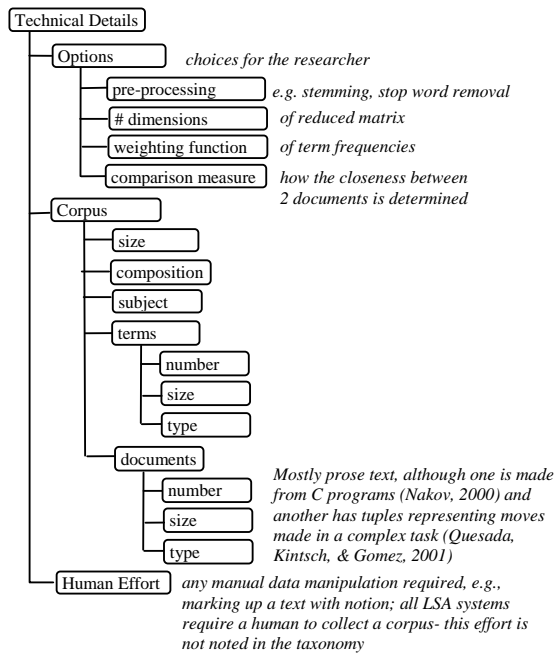 Technical Details
Options
choices for the researcher
pre-processing
e.g. stemming, stop word removal
# dimensions
of reduced matrix
weighting function
of term frequencies
comparison measure
how the closeness between
2 documents is determined
Corpus
size
composition
subject
terms
number
size
type
documents
number
size
type
Mostly prose text, although one is made
from C programs (Nakov, 2000) and
another has tuples representing moves
made in a complex task (Quesada,
Kintsch, & Gomez, 2001)
Human Effort
any manual data manipulation required, e.g.,
marking up a text with notion; all LSA systems
require a human to collect a corpus- this effort is
not noted in the taxonomy